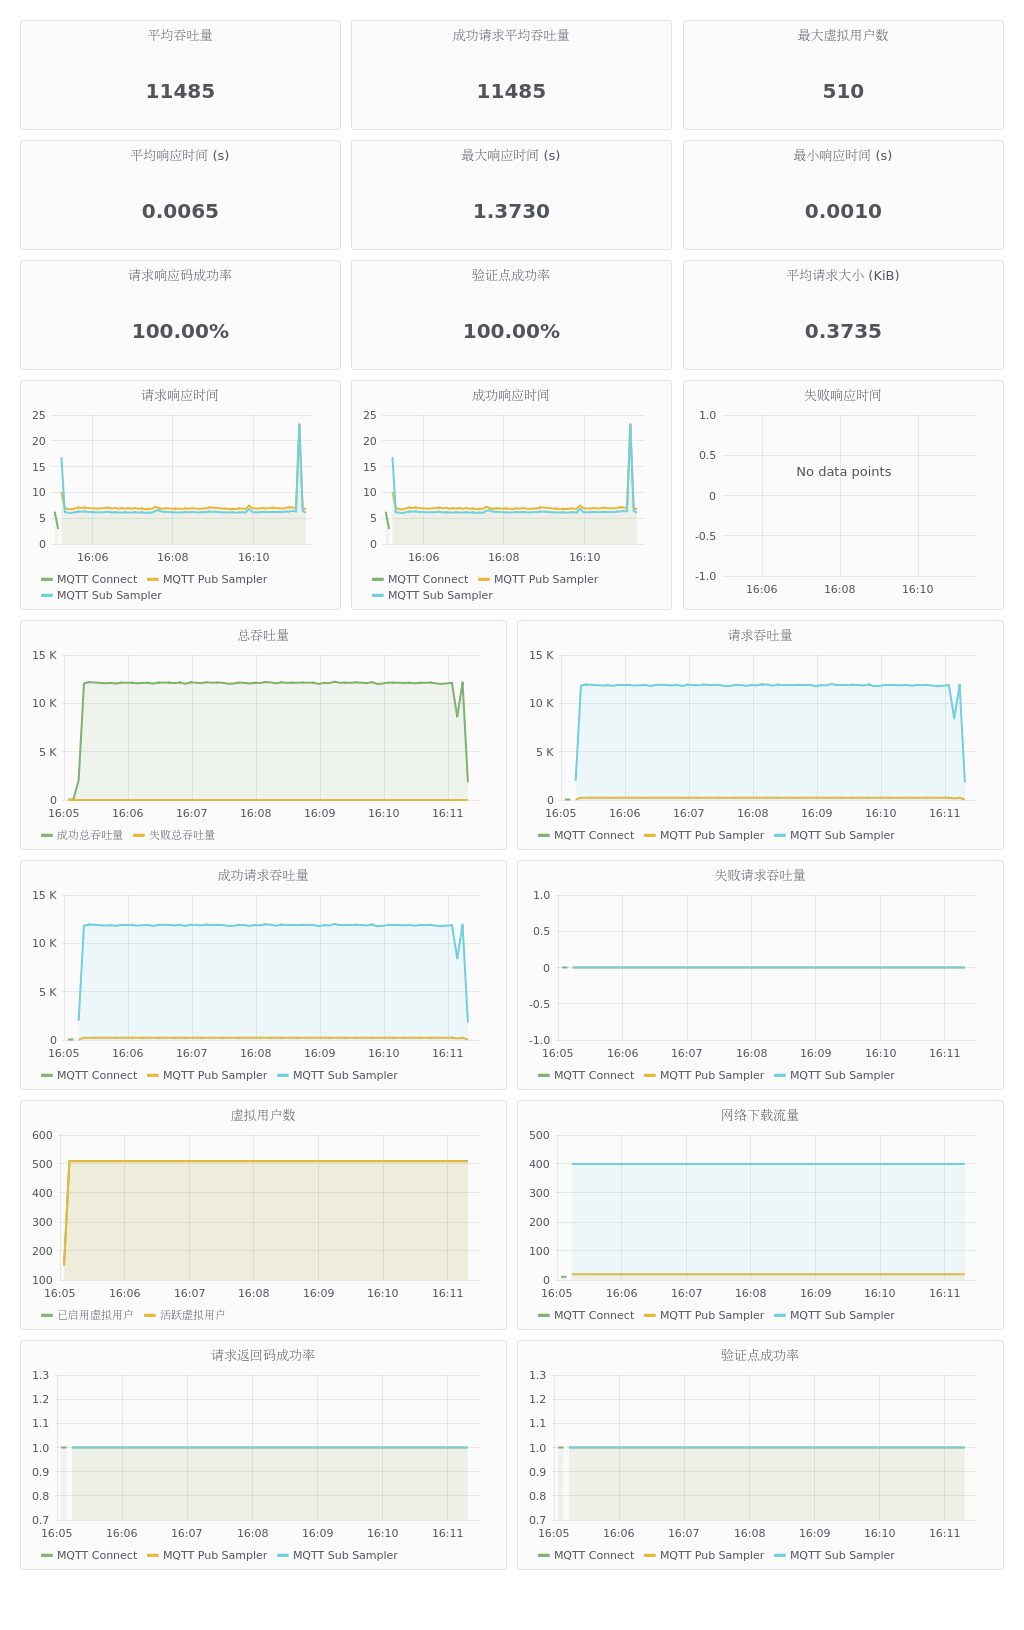 平均吞吐量
成功请求平均吞吐量
最大虚拟用户数
11485
11485
510
平均响应时间 (s)
最大响应时间 (s)
最小响应时间 (s)
0.0065
1.3730
0.0010
请求响应码成功率
验证点成功率
平均请求大小 (KiB)
100.00%
100.00%
0.3735
请求响应时间
25
20
15
10
5
0
16:06 16:08 16:10
MQTT Connect MQTT Pub Sampler
MQTT Sub Sampler
成功响应时间
25
20
15
10
5
0
16:06 16:08 16:10
MQTT Connect MQTT Pub Sampler
MQTT Sub Sampler
失败响应时间
1.0
0.5
No data points
0
-0.5
-1.0
16:06 16:08 16:10
总吞吐量
15 K
10 K
5 K
0
16:05 16:06 16:07 16:08 16:09 16:10 16:11
成功总吞吐量 失败总吞吐量
请求吞吐量
15 K
10 K
5 K
0
16:05 16:06 16:07 16:08 16:09 16:10 16:11
MQTT Connect MQTT Pub Sampler MQTT Sub Sampler
成功请求吞吐量
15 K
10 K
5 K
0
16:05 16:06 16:07 16:08 16:09 16:10 16:11
MQTT Connect MQTT Pub Sampler MQTT Sub Sampler
失败请求吞吐量
1.0
0.5
0
-0.5
-1.0
16:05 16:06 16:07 16:08 16:09 16:10 16:11
MQTT Connect MQTT Pub Sampler MQTT Sub Sampler
虚拟用户数
600
500
400
300
200
100
16:05 16:06 16:07 16:08 16:09 16:10 16:11
已启用虚拟用户 活跃虚拟用户
网络下载流量
500
400
300
200
100
0
16:05 16:06 16:07 16:08 16:09 16:10 16:11
MQTT Connect MQTT Pub Sampler MQTT Sub Sampler
请求返回码成功率
1.3
1.2
1.1
1.0
0.9
0.8
0.7
16:05 16:06 16:07 16:08 16:09 16:10 16:11
MQTT Connect MQTT Pub Sampler MQTT Sub Sampler
验证点成功率
1.3
1.2
1.1
1.0
0.9
0.8
0.7
16:05 16:06 16:07 16:08 16:09 16:10 16:11
MQTT Connect MQTT Pub Sampler MQTT Sub Sampler